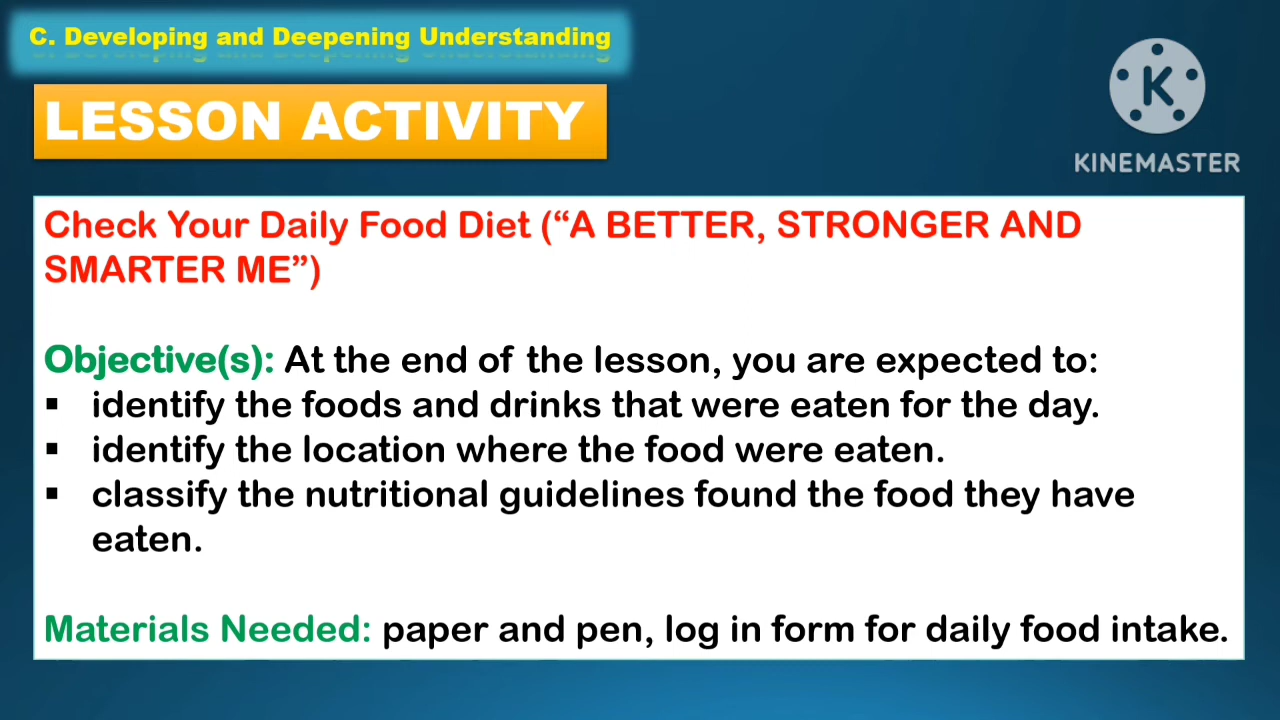 C. Developing and Deepening Understanding
LESSON ACTIVITY
K
KINEMASTER
Check Your Daily Food Diet (“A BETTER, STRONGER AND
SMARTER ME”)
Objective(s): At the end of the lesson, you are expected to:
▪ identify the foods and drinks that were eaten for the day.
▪ identify the location where the food were eaten.
▪ classify the nutritional guidelines found the food they have
eaten.
Materials Needed: paper and pen, log in form for daily food intake.